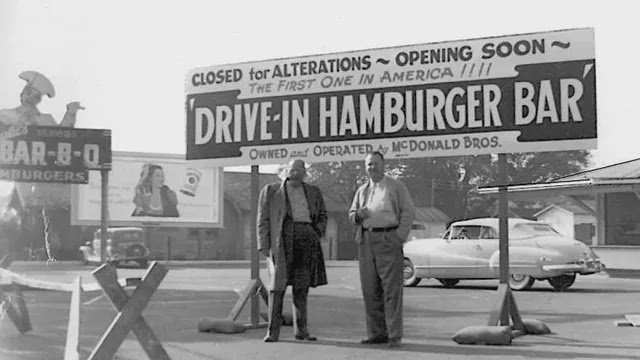 CLOSED for ALTERATIONS ~ OPENING SOON ~
THE FIRST ONE IN AMERICA !!!!
'DRIVE-IN HAMBURGER BAR'
OWNED and OPERATED by McDONALD BROS.
BAR-B-Q